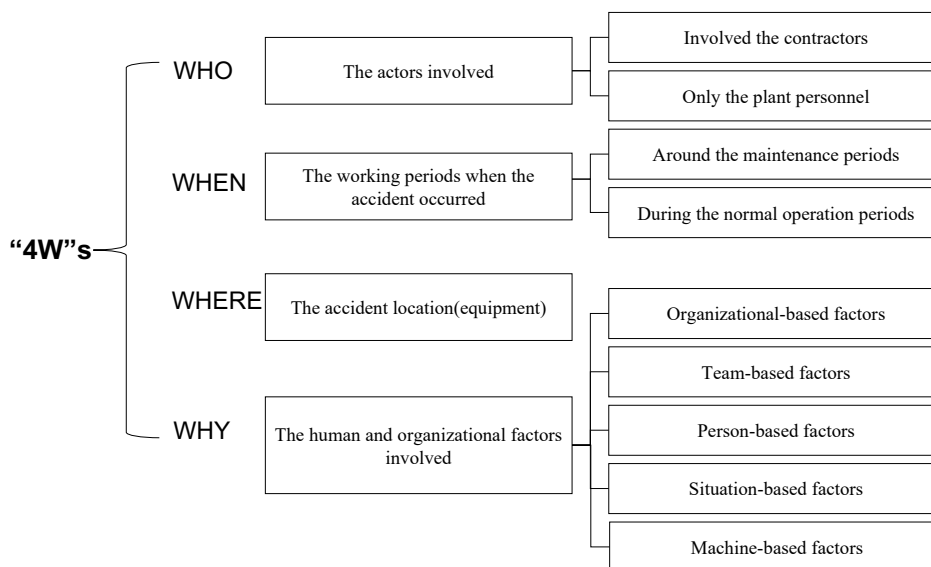 “4W”s
WHO
The actors involved
Involved the contractors
Only the plant personnel
WHEN
The working periods when the
accident occurred
Around the maintenance periods
During the normal operation periods
WHERE
The accident location(equipment)
WHY
The human and organizational factors
involved
Organizational-based factors
Team-based factors
Person-based factors
Situation-based factors
Machine-based factors